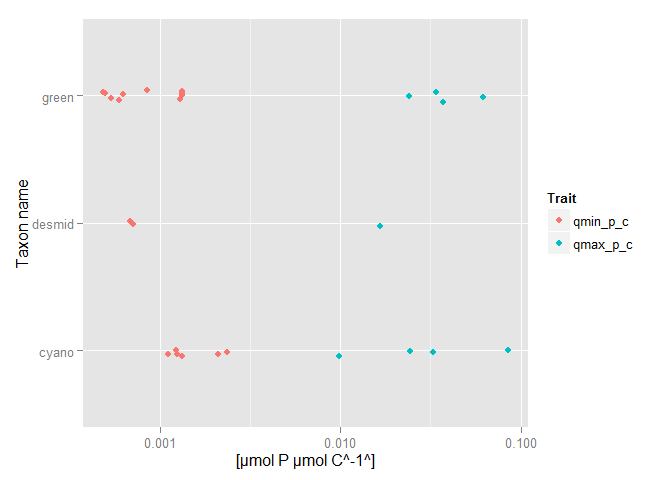 Taxon name
green
desmid
cyano
0.001
0.010
0.100
[µmol P µmol C^-1^]
Trait
qmin_p_c
qmax_p_c